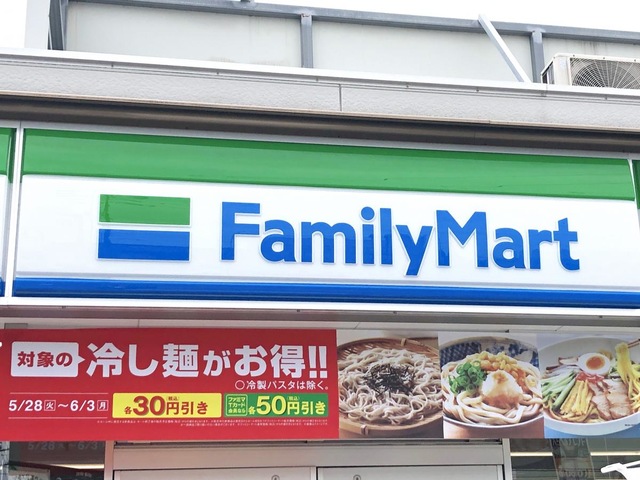 FamilyMart
対象の冷し麺がお得!!
○冷製パスタは除く。
5/28(火)～6/3(月)
各30円(税込)引き
ファミマTカード会員なら各50円(税込)引き